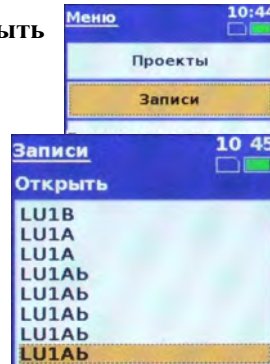 ыть
Меню 10:44
Проекты
Записи
Записи 10 45
Открыть
LU1B
LU1A
LU1A
LU1Ab
LU1Ab
LU1Ab
LU1Ab
LU1Ab